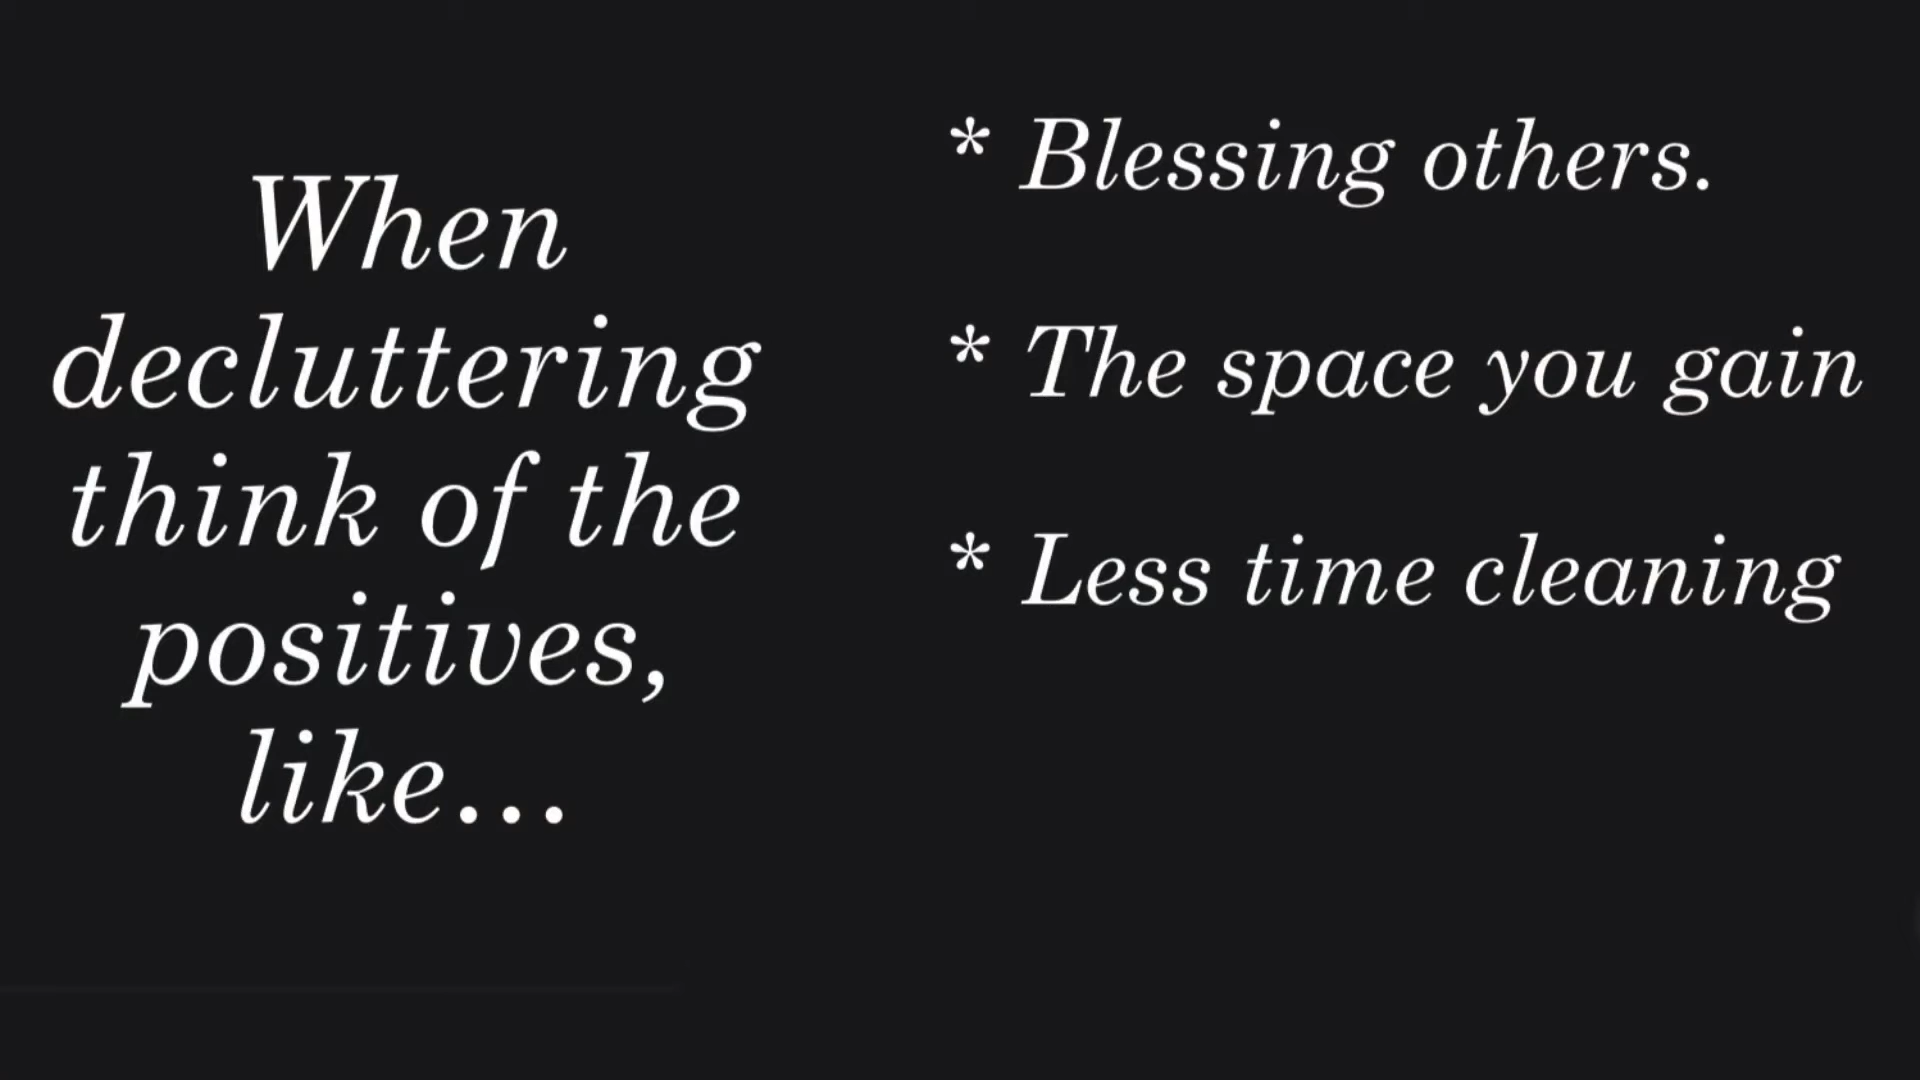 When
decluttering
think of the
positives,
like...
* Blessing others.
* The space you gain
* Less time cleaning